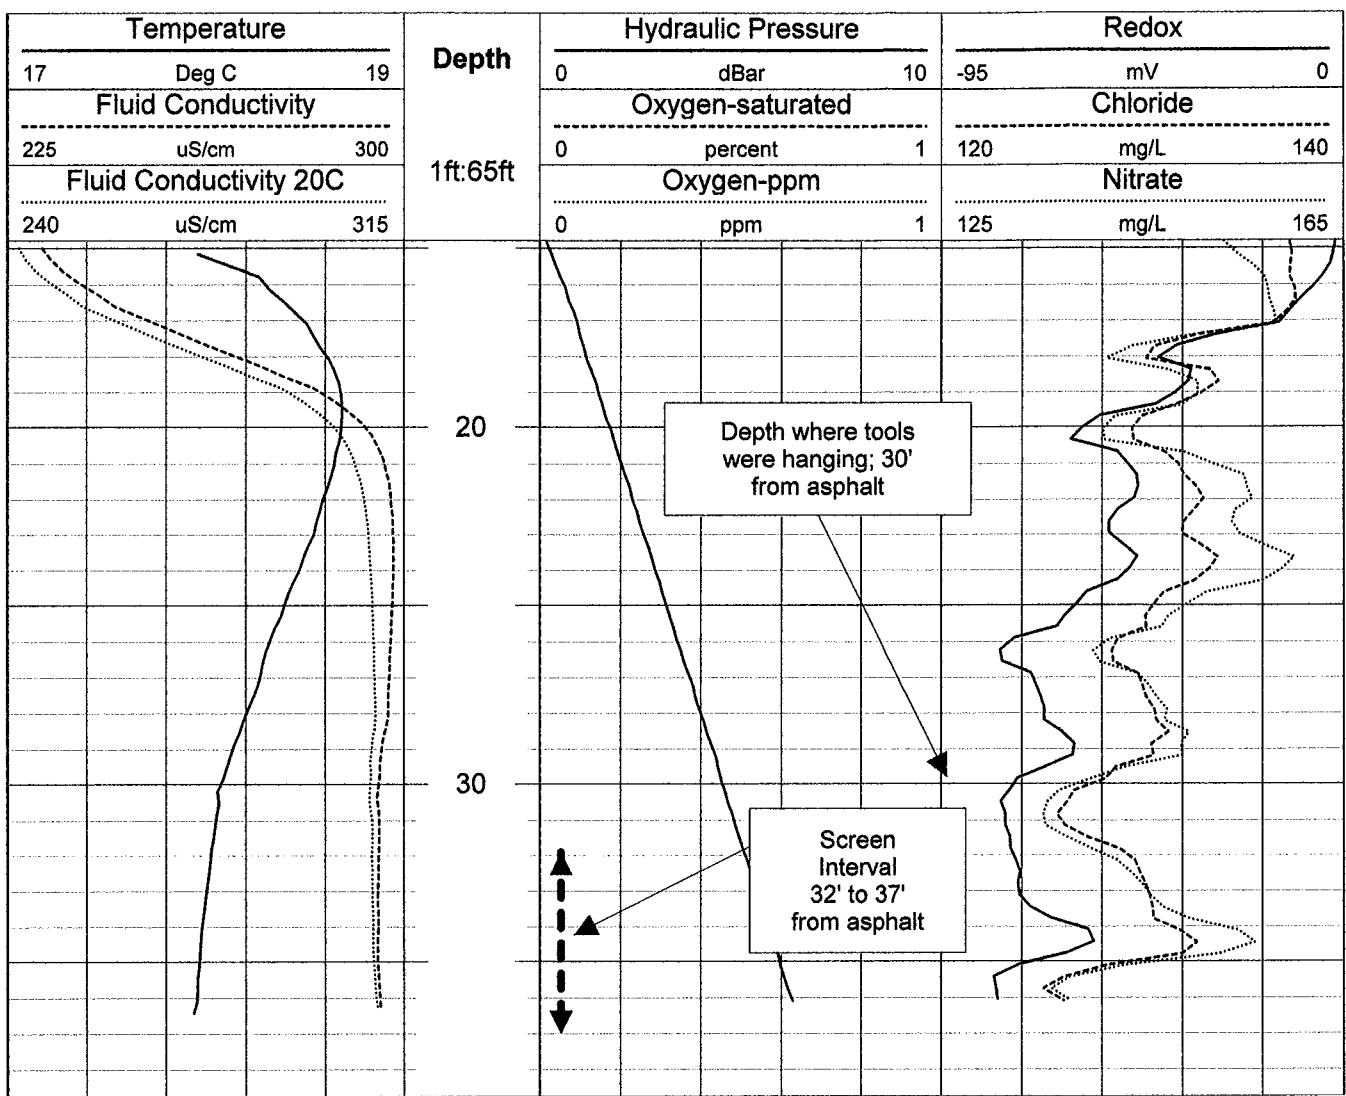 Temperature
17 Deg C 19
Fluid Conductivity
225 uS/cm 300
Fluid Conductivity 20C
240 uS/cm 315
Depth
1ft:65ft
Hydraulic Pressure
0 dBar 10
Oxygen-saturated
0 percent 1
Oxygen-ppm
0 ppm 1
Redox
-95 mV 0
Chloride
120 mg/L 140
Nitrate
125 mg/L 165
20
30
Depth where tools
were hanging; 30'
from asphalt
Screen
Interval
32' to 37'
from asphalt